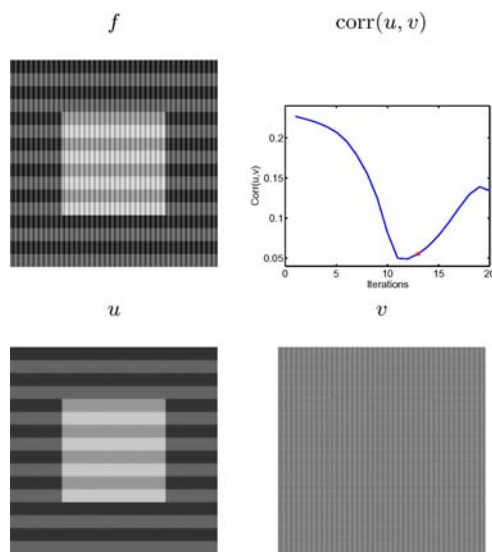 f
corr(u, v)
Corr(u,v)
0.2
0.15
0.1
0.05
0 5 10 15 20
Iterations
u
v